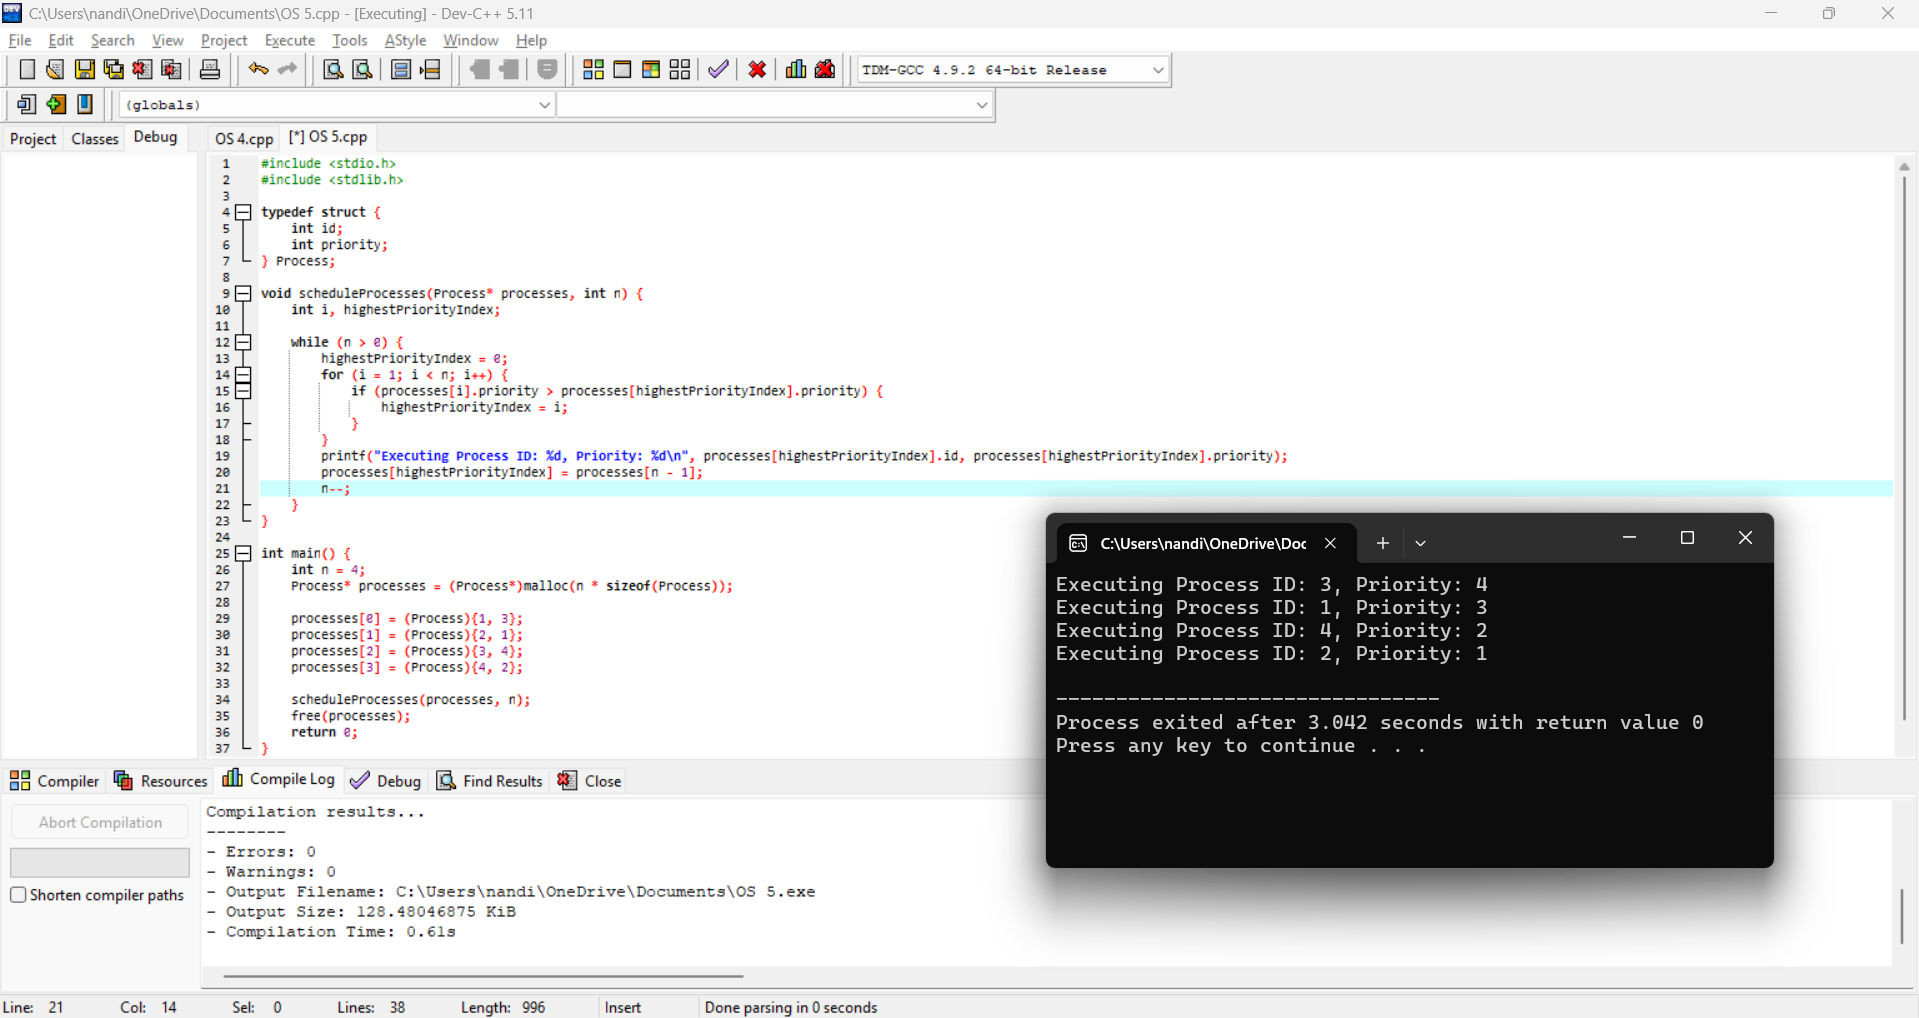 C:\Users\nandi\OneDrive\Documents\OS 5.cpp - [Executing] - Dev-C++ 5.11
File Edit Search View Project Execute Tools AStyle Window Help
TDM-GCC 4.9.2 64-bit Release
(globals)
Project Classes Debug
OS 4.cpp [*] OS 5.cpp
1 #include <stdio.h>
2 #include <stdlib.h>
3
4 typedef struct {
5 int id;
6 int priority;
7 } Process;
8
9 void scheduleProcesses(Process* processes, int n) {
10 int i, highestPriorityIndex;
11
12 while (n > 0) {
13 highestPriorityIndex = 0;
14 for (i = 1; i < n; i++) {
15 if (processes[i].priority > processes[highestPriorityIndex].priority) {
16 highestPriorityIndex = i;
17 }
18 }
19 printf("Executing Process ID: %d, Priority: %d\n", processes[highestPriorityIndex].id, processes[highestPriorityIndex].priority);
20 processes[highestPriorityIndex] = processes[n - 1];
21 n--;
22 }
23 }
24
25 int main() {
26 int n = 4;
27 Process* processes = (Process*)malloc(n * sizeof(Process));
28
29 processes[0] = (Process){1, 3};
30 processes[1] = (Process){2, 1};
31 processes[2] = (Process){3, 4};
32 processes[3] = (Process){4, 2};
33
34 scheduleProcesses(processes, n);
35 free(processes);
36 return 0;
37 }
C:\Users\nandi\OneDrive\Doc
Executing Process ID: 3, Priority: 4
Executing Process ID: 1, Priority: 3
Executing Process ID: 4, Priority: 2
Executing Process ID: 2, Priority: 1
--------------------------------
Process exited after 3.042 seconds with return value 0
Press any key to continue . . .
Compiler Resources Compile Log Debug Find Results Close
Abort Compilation
Shorten compiler paths
Compilation results...
--------
- Errors: 0
- Warnings: 0
- Output Filename: C:\Users\nandi\OneDrive\Documents\OS 5.exe
- Output Size: 128.48046875 KiB
- Compilation Time: 0.61s
Line: 21 Col: 14 Sel: 0 Lines: 38 Length: 996 Insert Done parsing in 0 seconds